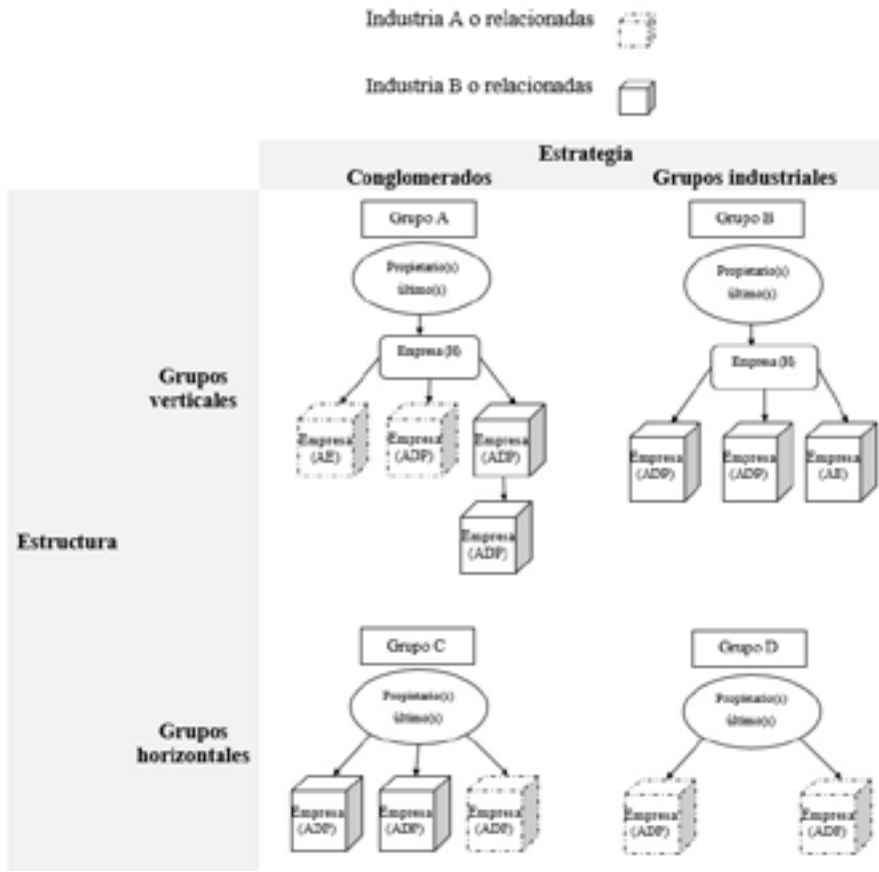 Industria A o relacionadas
Industria B o relacionadas
Estrategia
Conglomerados
Grupos industriales
Grupo A
Grupo B
Propietario(s)
último(s)
Propietario(s)
último(s)
Empresa (H)
Empresa (H)
Grupos
verticales
Empresa
(AE)
Empresa
(ADP)
Empresa
(ADP)
Empresa
(ADP)
Empresa
(ADP)
Empresa
(AE)
Empresa
(ADP)
Estructura
Grupo C
Grupo D
Propietario(s)
último(s)
Propietario(s)
último(s)
Grupos
horizontales
Empresa
(ADP)
Empresa
(ADP)
Empresa
(ADP)
Empresa
(ADP)
Empresa
(ADP)